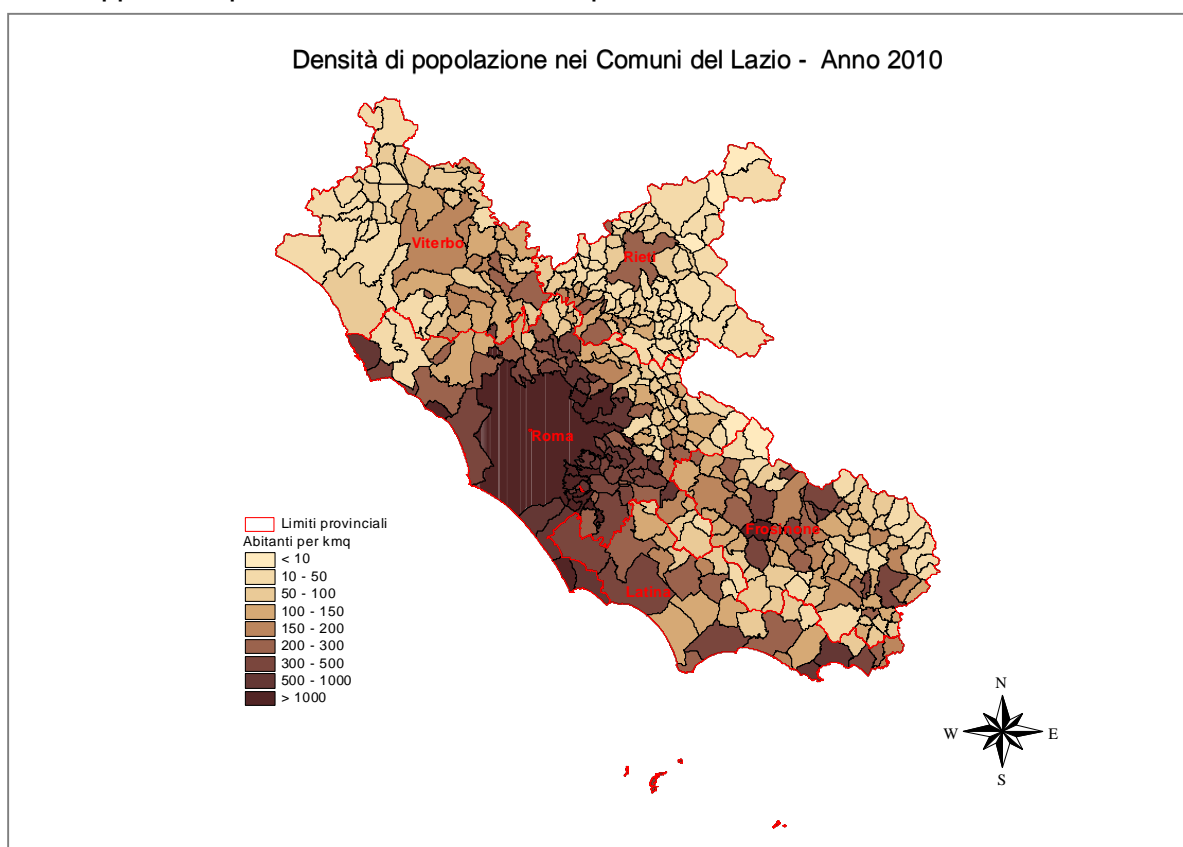 Densità di popolazione nei Comuni del Lazio - Anno 2010
Viterbo
Rieti
Roma
Frosinone
Latina
Limiti provinciali
Abitanti per kmq
< 10
10 - 50
50 - 100
100 - 150
150 - 200
200 - 300
300 - 500
500 - 1000
> 1000
N
W E
S